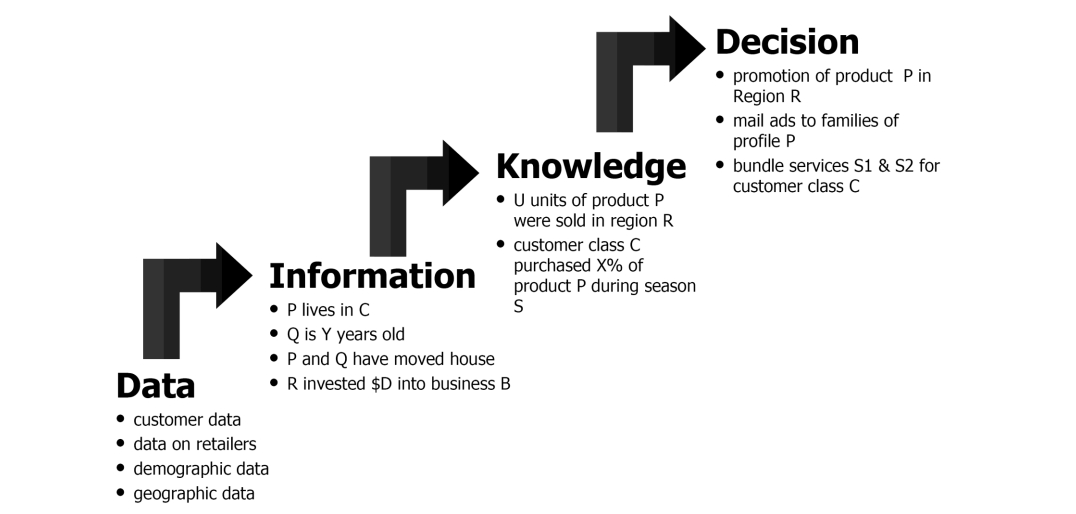 Decision
• promotion of product P in
Region R
• mail ads to families of
profile P
• bundle services S1 & S2 for
customer class C
Knowledge
• U units of product P
were sold in region R
• customer class C
purchased X% of
product P during season
S
Information
• P lives in C
• Q is Y years old
• P and Q have moved house
• R invested $D into business B
Data
• customer data
• data on retailers
• demographic data
• geographic data